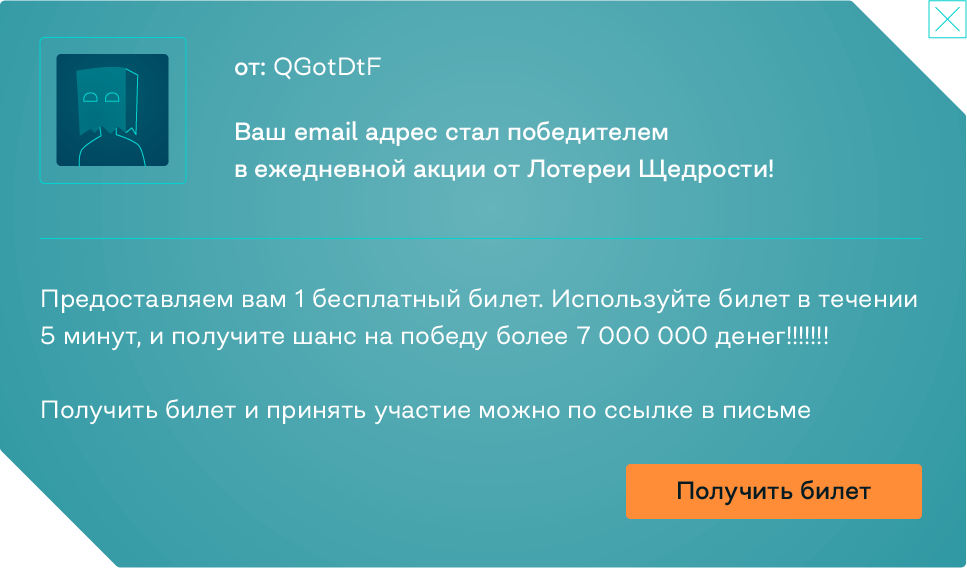 от: QGotDtF
Ваш email адрес стал победителем
в ежедневной акции от Лотереи Щедрости!
Предоставляем вам 1 бесплатный билет. Используйте билет в течении
5 минут, и получите шанс на победу более 7 000 000 денег!!!!!!!
Получить билет и принять участие можно по ссылке в письме
Получить билет